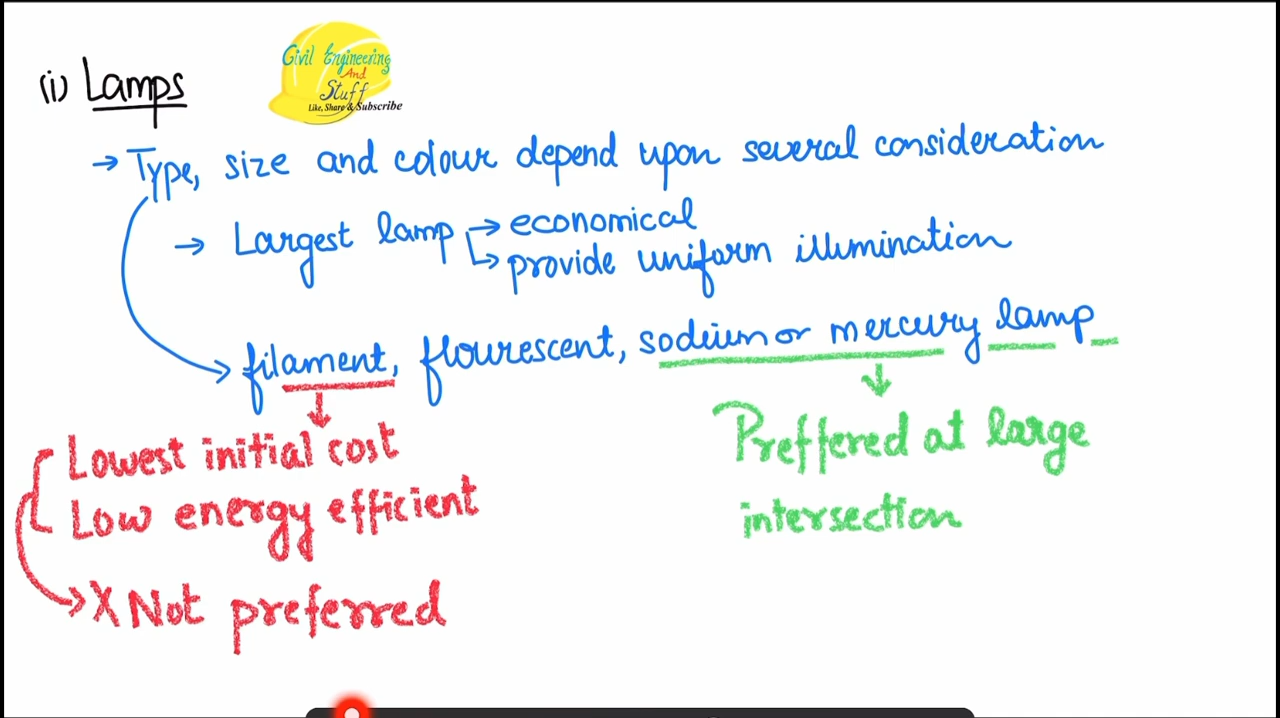 (i) Lamps
Civil Engineering
And
Stuff
Like, Share & Subscribe
→ Type, size and colour depend upon several consideration
→ Largest lamp → economical
→ provide uniform illumination
filament, flourescent, sodium or mercury lamp
Lowest initial cost
Low energy efficient
X Not preferred
Preffered at large
intersection